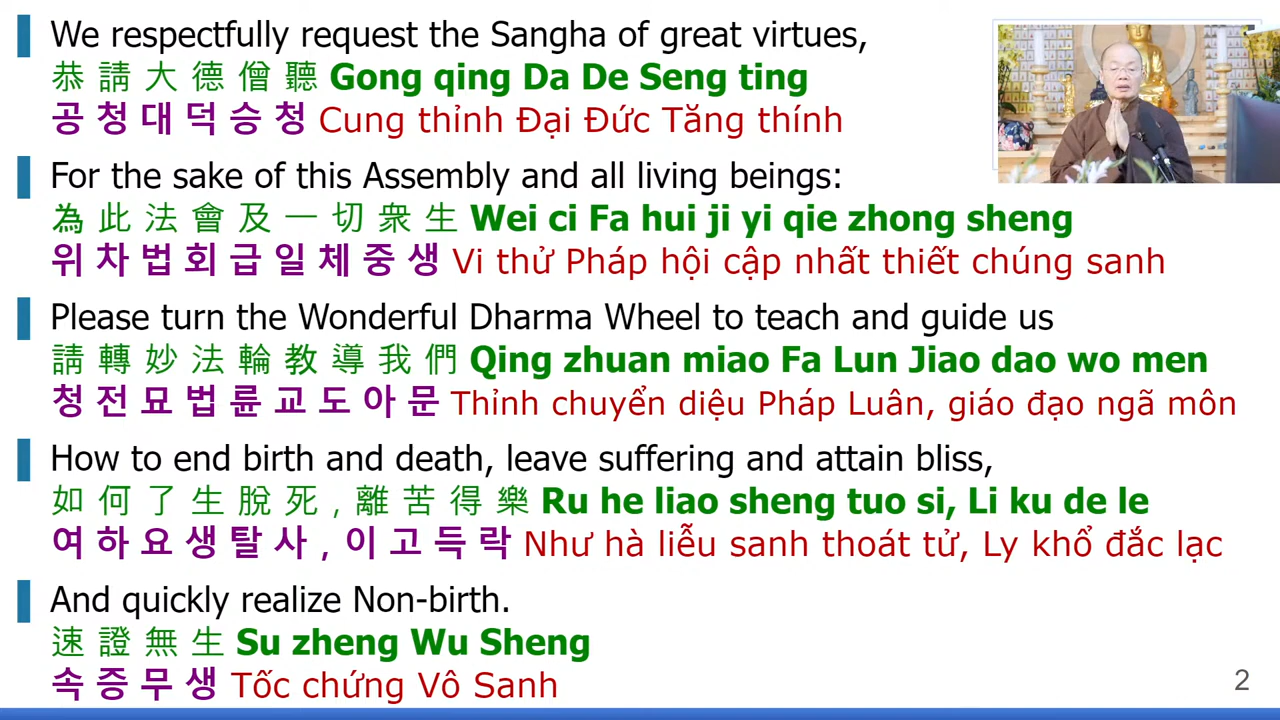 We respectfully request the Sangha of great virtues,
恭 請 大 德 僧 聽 Gong qing Da De Seng ting
공 청 대 덕 승 청 Cung thỉnh Đại Đức Tăng thính
For the sake of this Assembly and all living beings:
為 此 法 會 及 一 切 衆 生 Wei ci Fa hui ji yi qie zhong sheng
위 차 법 회 급 일 체 중 생 Vi thử Pháp hội cập nhất thiết chúng sanh
Please turn the Wonderful Dharma Wheel to teach and guide us
請 轉 妙 法 輪 教 導 我 們 Qing zhuan miao Fa Lun Jiao dao wo men
청 전 묘 법 륜 교 도 아 문 Thỉnh chuyển diệu Pháp Luân, giáo đạo ngã môn
How to end birth and death, leave suffering and attain bliss,
如 何 了 生 脫 死 , 離 苦 得 樂 Ru he liao sheng tuo si, Li ku de le
여 하 요 생 탈 사 , 이 고 득 락 Như hà liễu sanh thoát tử, Ly khổ đắc lạc
And quickly realize Non-birth.
速 證 無 生 Su zheng Wu Sheng
속 증 무 생 Tốc chứng Vô Sanh
2